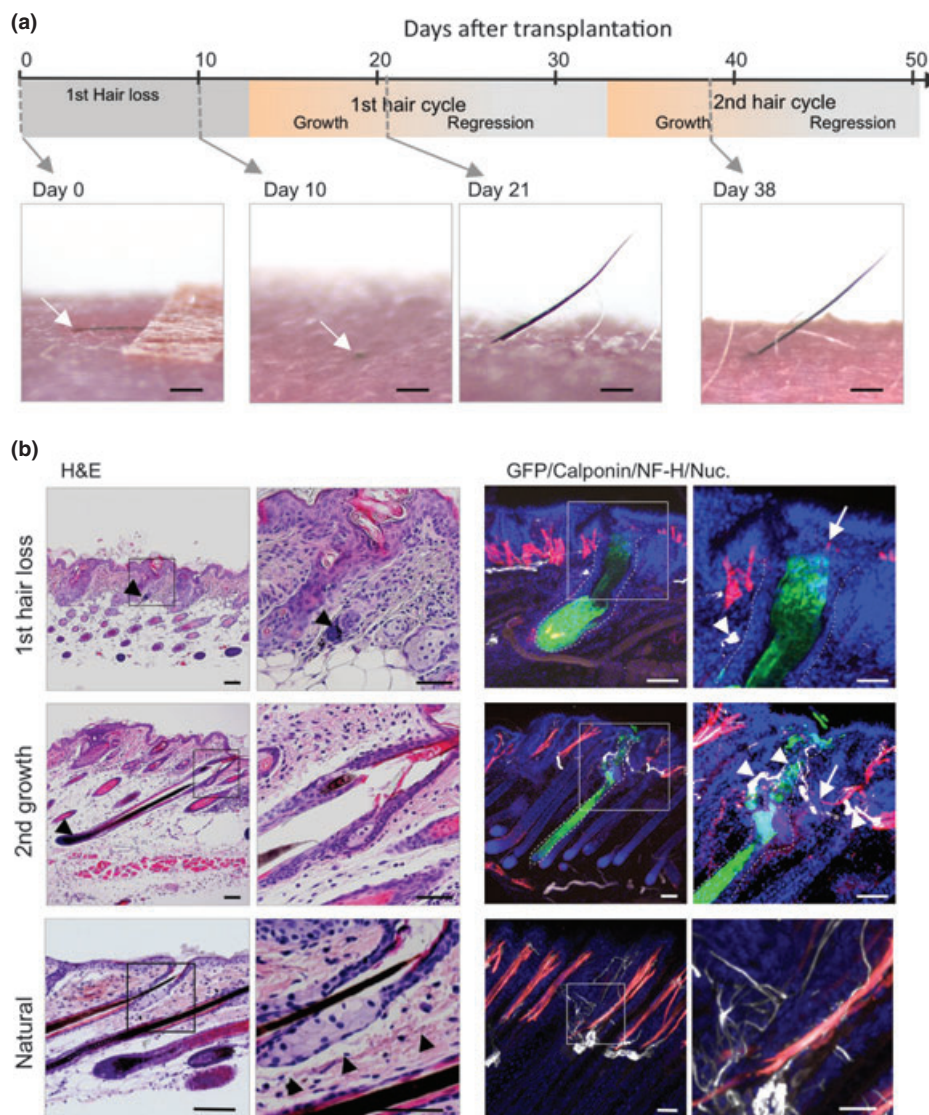 (a)
Days after transplantation
0 10 20 30 40 50
1st Hair loss 1st hair cycle 2nd hair cycle
Growth Regression Growth Regression
Day 0 Day 10 Day 21 Day 38
(b)
H&E GFP/Calponin/NF-H/Nuc.
1st hair loss
2nd growth
Natural